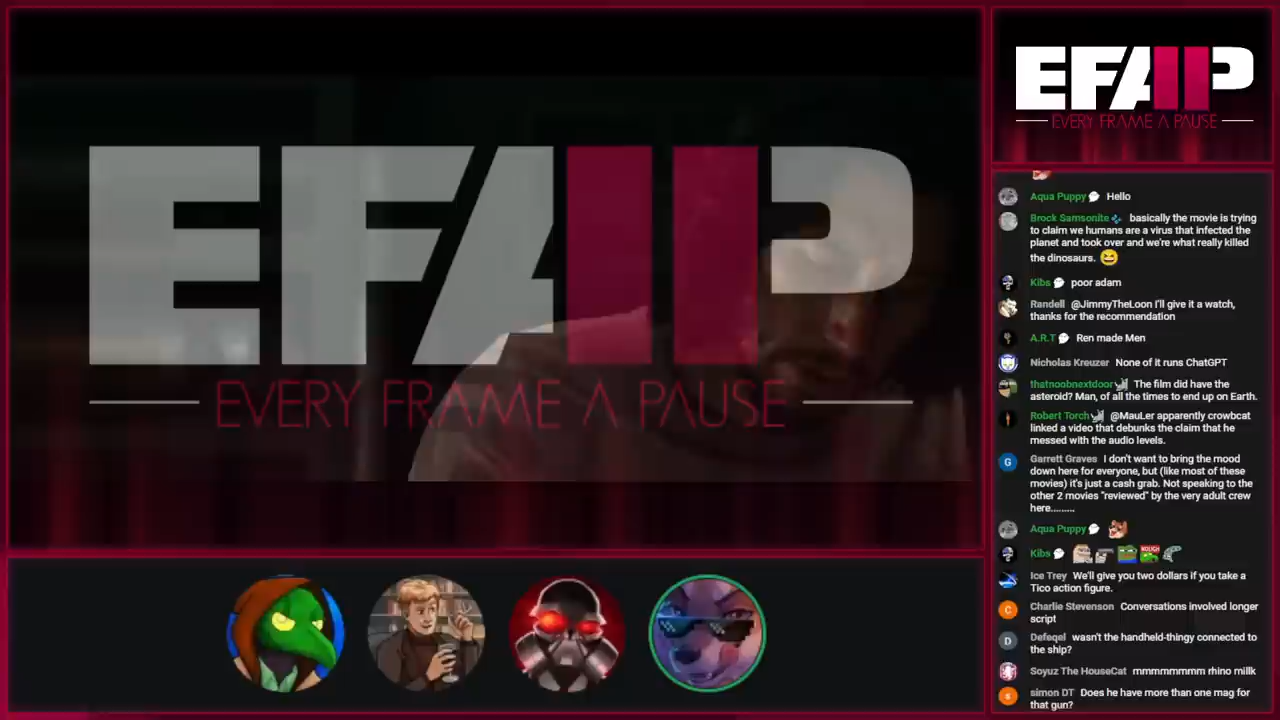 EFAP
EVERY FRAME A PAUSE
EFAP
EVERY FRAME A PAUSE
Aqua Puppy Hello
Brock Samsonite basically the movie is trying
to claim we humans are a virus that infected the
planet and took over and we're what really killed
the dinosaurs.
Kibs poor adam
Randell @JimmyTheLoon I'll give it a watch,
thanks for the recommendation
A.R.T Ren made Men
Nicholas Kreuzer None of it runs ChatGPT
thatnoobnextdoor The film did have the
asteroid? Man, of all the times to end up on Earth.
Robert Torch @MauLer apparently crowbcat
linked a video that debunks the claim that he
messed with the audio levels.
G
Garrett Graves I don't want to bring the mood
down here for everyone, but (like most of these
movies) it's just a cash grab. Not speaking to the
other 2 movies "reviewed" by the very adult crew
here.........
Aqua Puppy
Kibs
Ice Trey We'll give you two dollars if you take a
Tico action figure.
C
Charlie Stevenson Conversations involved longer
script
D
Defeqel wasn't the handheld-thingy connected to
the ship?
Soyuz The HouseCat mmmmmmmm rhino milk
s
simon DT Does he have more than one mag for
that gun?